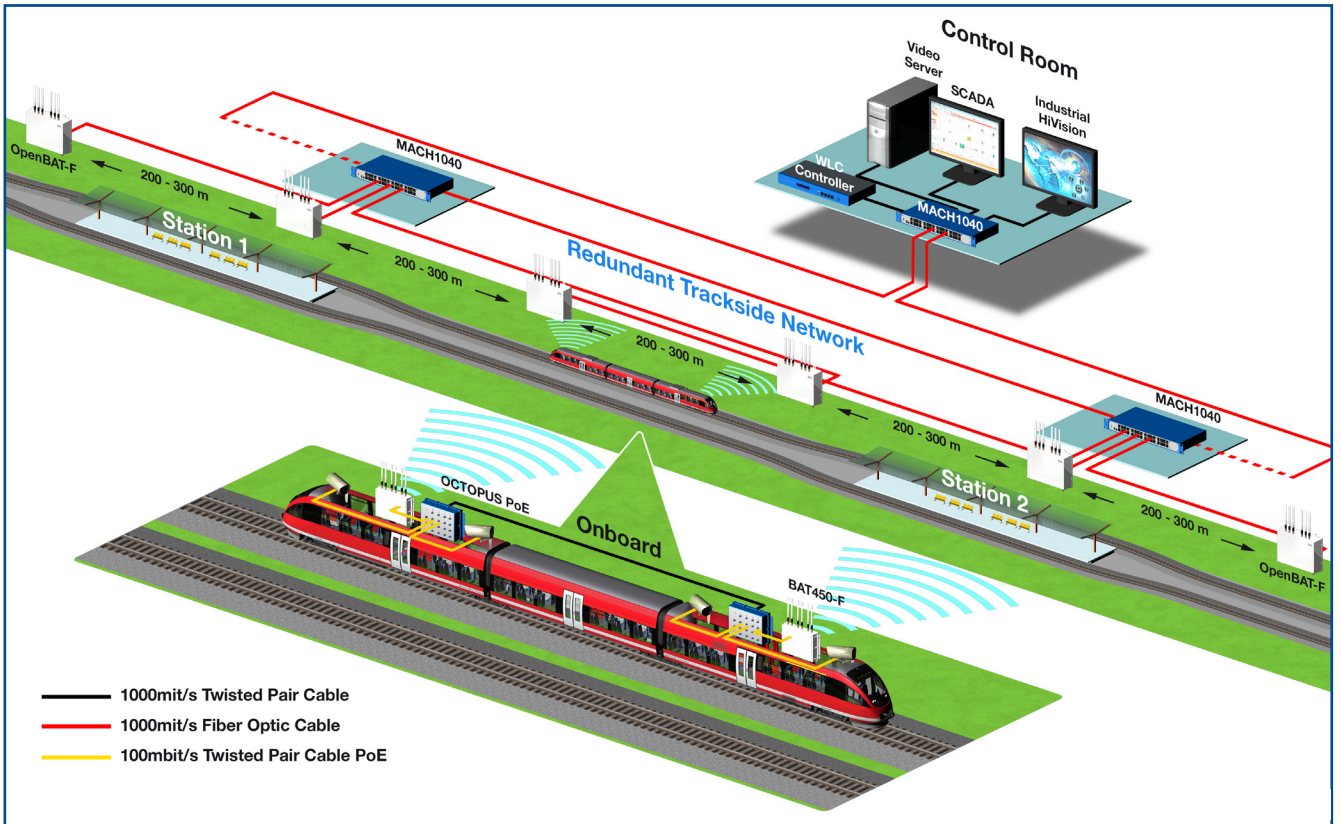 Control Room
Video
Server
SCADA
Industrial
HiVision
WLC
Controller
MACH1040
OpenBAT-F
200 - 300 m
MACH1040
Station 1
200 - 300 m
Redundant Trackside Network
200 - 300 m
MACH1040
200 - 300 m
Station 2
200 - 300 m
OpenBAT-F
OCTOPUS PoE
Onboard
BAT450-F
1000mit/s Twisted Pair Cable
1000mit/s Fiber Optic Cable
100mbit/s Twisted Pair Cable PoE